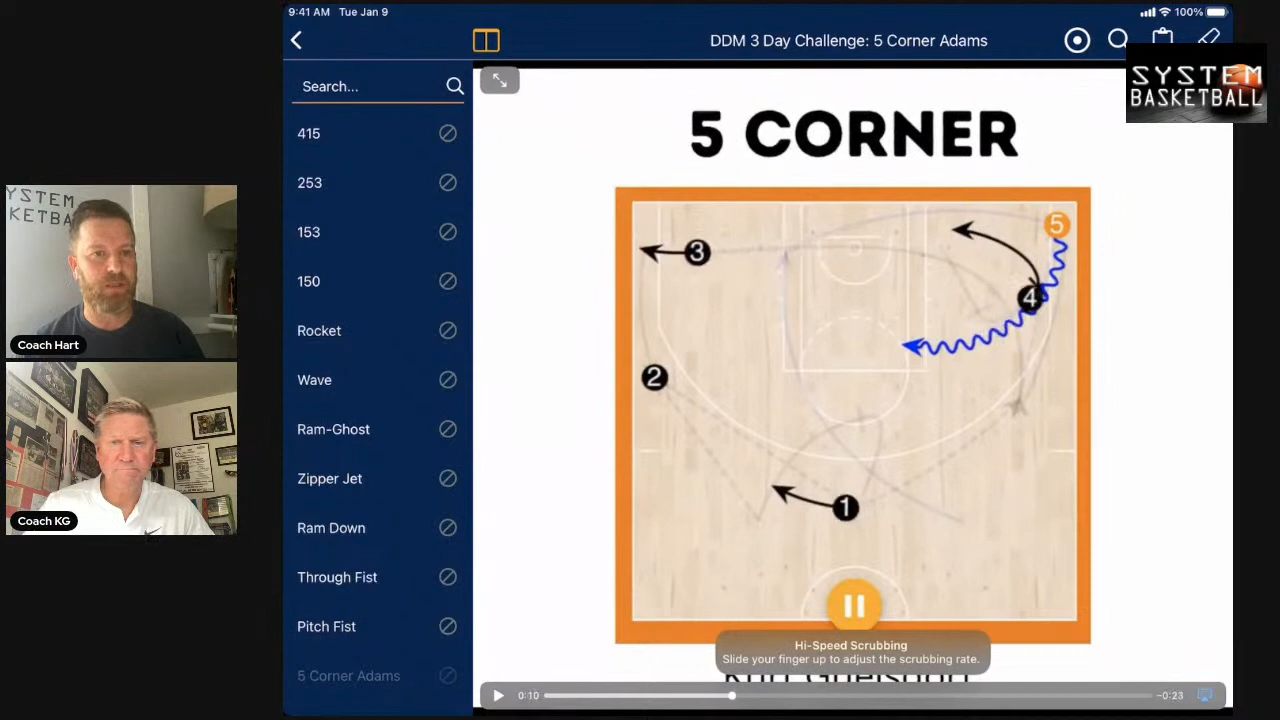 9:41 AM Tue Jan 9
100%
DDM 3 Day Challenge: 5 Corner Adams
SYSTEM
BASKETBALL
Search...
415
253
153
150
Rocket
Wave
Ram-Ghost
Zipper Jet
Ram Down
Through Fist
Pitch Fist
5 Corner Adams
5 CORNER
5
3
4
2
1
Hi-Speed Scrubbing
Slide your finger up to adjust the scrubbing rate.
0:10
-0:23
YSTEM
KETBA
Coach Hart
Coach KG